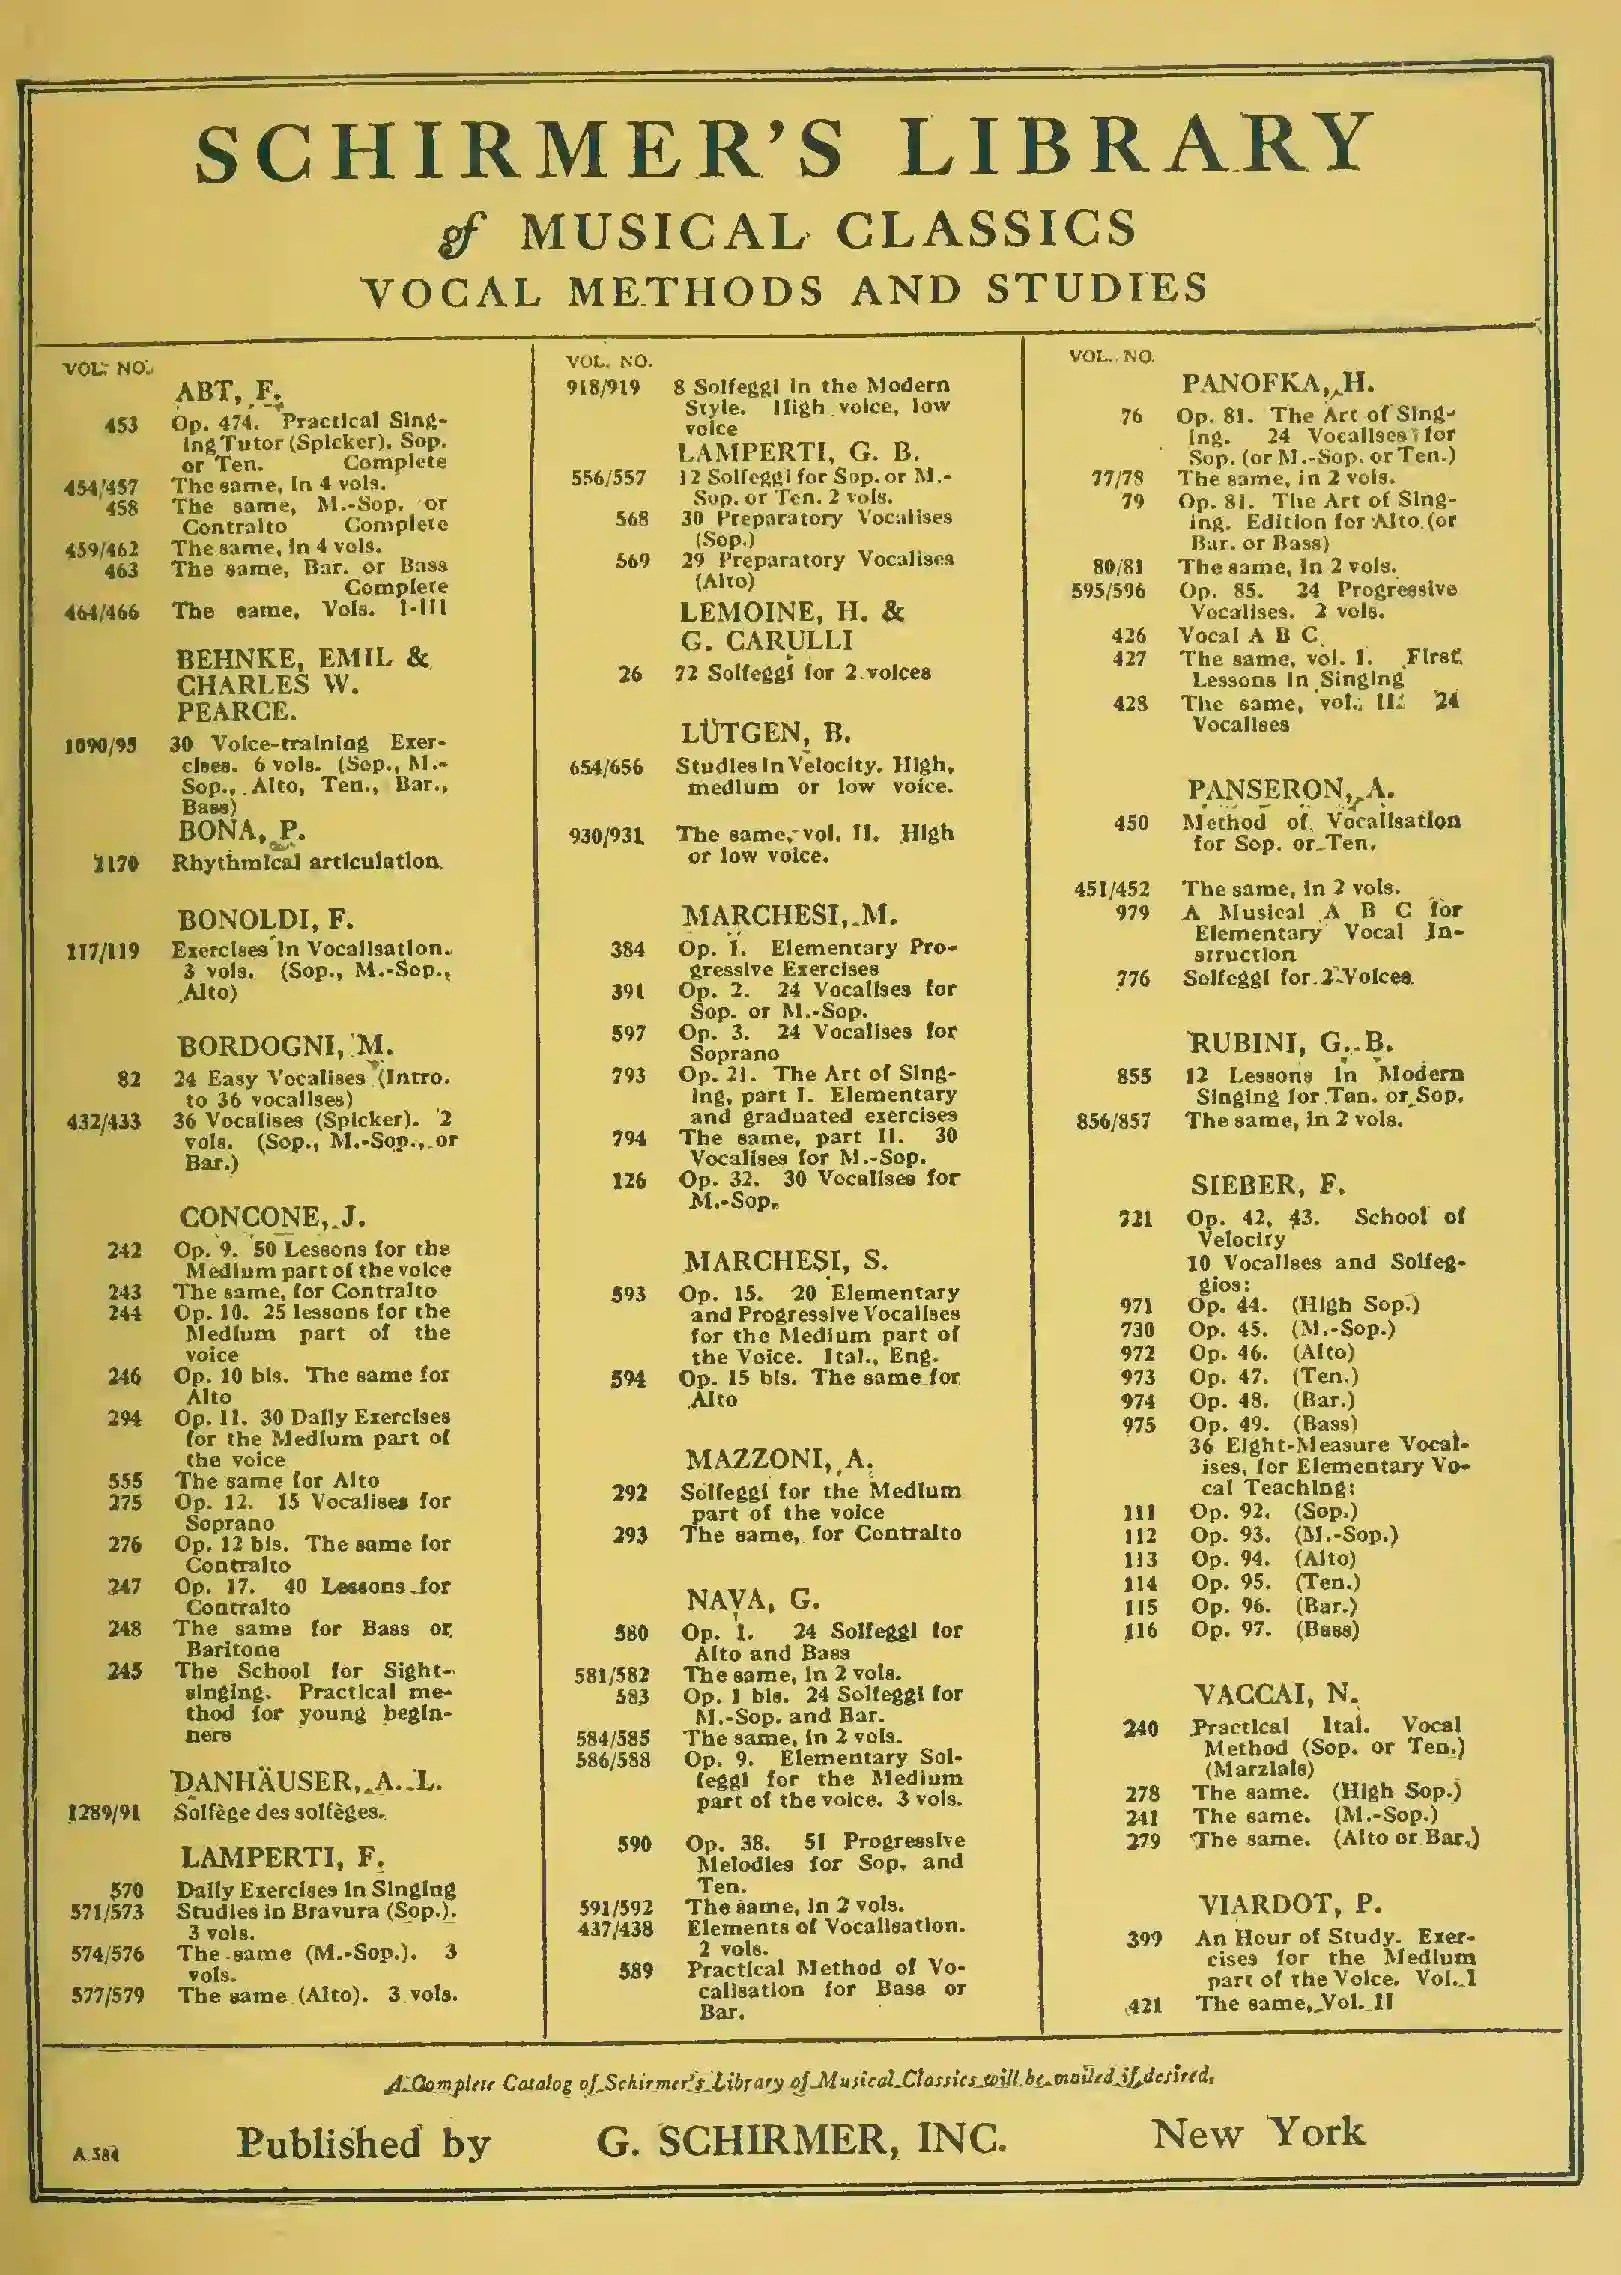 SCHIRMER'S LIBRARY
of MUSICAL CLASSICS
VOCAL METHODS AND STUDIES
VOL. NO.
ABT, F.
453 Op. 474. Practical Sing-
ing Tutor (Spicker). Sop.
or Ten. Complete
454/457 The same, in 4 vols.
458 The same, M.-Sop. or
Contralto Complete
459/462 The same, in 4 vols.
463 The same, Bar. or Bass
Complete
464/466 The same, Vols. I-III
BEHNKE, EMIL &
CHARLES W.
PEARCE.
1090/95 30 Voice-training Exer-
cises. 6 vols. (Sop., M.-
Sop., Alto, Ten., Bar.,
Bass)
BONA, P.
1170 Rhythmical articulation.
BONOLDI, F.
117/119 Exercises in Vocalisation.
3 vols. (Sop., M.-Sop.,
Alto)
BORDOGNI, M.
82 24 Easy Vocalises (Intro.
to 36 vocalises)
432/433 36 Vocalises (Spicker). 2
vols. (Sop., M.-Sop., or
Bar.)
CONCONE, J.
242 Op. 9. 50 Lessons for the
Medium part of the voice
243 The same, for Contralto
244 Op. 10. 25 lessons for the
Medium part of the
voice
246 Op. 10 bis. The same for
Alto
294 Op. 11. 30 Daily Exercises
for the Medium part of
the voice
555 The same for Alto
275 Op. 12. 15 Vocalises for
Soprano
276 Op. 12 bis. The same for
Contralto
247 Op. 17. 40 Lessons for
Contralto
248 The same for Bass or
Baritone
245 The School for Sight-
singing. Practical me-
thod for young begin-
ners
DANHÄUSER, A. L.
1289/91 Solfège des solfèges.
LAMPERTI, F.
570 Daily Exercises in Singing
571/573 Studies in Bravura (Sop.).
3 vols.
574/576 The same (M.-Sop.). 3
vols.
577/579 The same (Alto). 3 vols.
VOL. NO.
918/919 8 Solfeggi in the Modern
Style. High voice, low
voice
LAMPERTI, G. B.
556/557 12 Solfeggi for Sop. or M.-
Sop. or Ten. 2 vols.
568 30 Preparatory Vocalises
(Sop.)
569 29 Preparatory Vocalises
(Alto)
LEMOINE, H. &
G. CARULLI
26 72 Solfeggi for 2 voices
LÜTGEN, B.
654/656 Studies in Velocity. High,
medium or low voice.
930/931 The same, vol. II. High
or low voice.
MARCHESI, M.
384 Op. 1. Elementary Pro-
gressive Exercises
391 Op. 2. 24 Vocalises for
Sop. or M.-Sop.
597 Op. 3. 24 Vocalises for
Soprano
793 Op. 21. The Art of Sing-
ing, part I. Elementary
and graduated exercises
794 The same, part II. 30
Vocalises for M.-Sop.
126 Op. 32. 30 Vocalises for
M.-Sop.
MARCHESI, S.
593 Op. 15. 20 Elementary
and Progressive Vocalises
for the Medium part of
the Voice. Ital., Eng.
594 Op. 15 bis. The same for
Alto
MAZZONI, A.
292 Solfeggi for the Medium
part of the voice
293 The same, for Contralto
NAVA, G.
580 Op. 1. 24 Solfeggi for
Alto and Bass
581/582 The same, in 2 vols.
583 Op. 1 bis. 24 Solfeggi for
M.-Sop. and Bar.
584/585 The same, in 2 vols.
586/588 Op. 9. Elementary Sol-
feggi for the Medium
part of the voice. 3 vols.
590 Op. 38. 51 Progressive
Melodies for Sop. and
Ten.
591/592 The same, in 2 vols.
437/438 Elements of Vocalisation.
2 vols.
589 Practical Method of Vo-
calisation for Bass or
Bar.
VOL. NO.
PANOFKA, H.
76 Op. 81. The Art of Sing-
ing. 24 Vocalises for
Sop. (or M.-Sop. or Ten.)
77/78 The same, in 2 vols.
79 Op. 81. The Art of Sing-
ing. Edition for Alto (or
Bar. or Bass)
80/81 The same, in 2 vols.
595/596 Op. 85. 24 Progressive
Vocalises. 2 vols.
426 Vocal A B C
427 The same, vol. I. First
Lessons in Singing
428 The same, vol. II. 24
Vocalises
PANSERON, A.
450 Method of Vocalisation
for Sop. or Ten.
451/452 The same, in 2 vols.
979 A Musical A B C for
Elementary Vocal In-
struction
776 Solfeggi for 2 Voices
RUBINI, G. B.
855 12 Lessons in Modern
Singing for Ten. or Sop.
856/857 The same, in 2 vols.
SIEBER, F.
721 Op. 42, 43. School of
Velocity
10 Vocalises and Solfeg-
gios:
971 Op. 44. (High Sop.)
730 Op. 45. (M.-Sop.)
972 Op. 46. (Alto)
973 Op. 47. (Ten.)
974 Op. 48. (Bar.)
975 Op. 49. (Bass)
36 Eight-Measure Vocal-
ises, for Elementary Vo-
cal Teaching:
111 Op. 92. (Sop.)
112 Op. 93. (M.-Sop.)
113 Op. 94. (Alto)
114 Op. 95. (Ten.)
115 Op. 96. (Bar.)
116 Op. 97. (Bass)
VACCAI, N.
240 Practical Ital. Vocal
Method (Sop. or Ten.)
(Marzials)
278 The same. (High Sop.)
241 The same. (M.-Sop.)
279 The same. (Alto or Bar.)
VIARDOT, P.
399 An Hour of Study. Exer-
cises for the Medium
part of the Voice. Vol. I
421 The same, Vol. II
A Complete Catalog of Schirmer's Library of Musical Classics will be mailed if desired.
A 384 Published by G. SCHIRMER, INC. New York